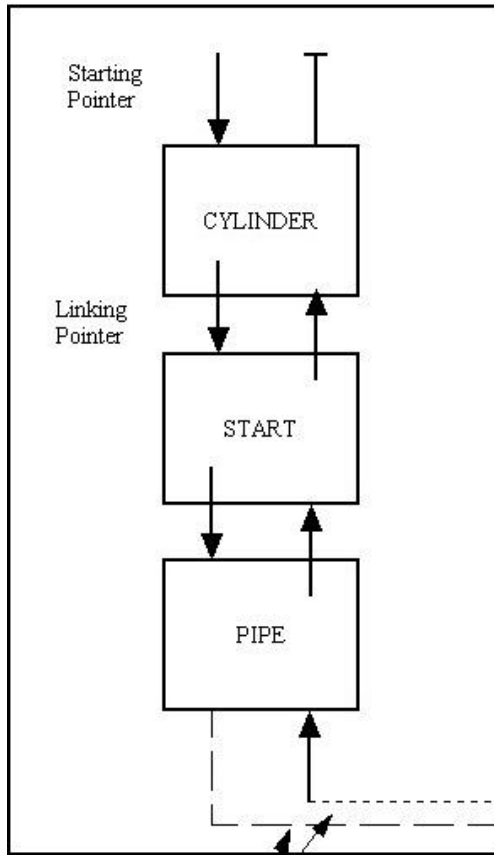 Starting
Pointer
CYLINDER
Linking
Pointer
START
PIPE